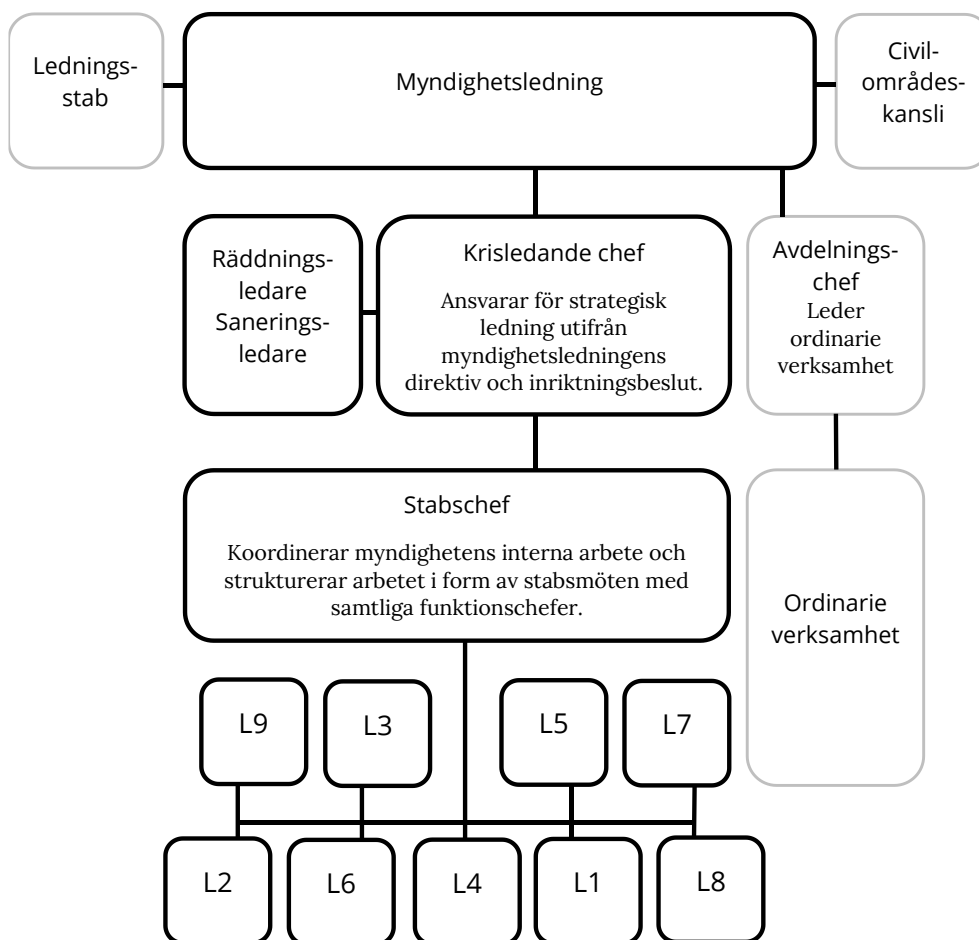 Lednings-
stab
Myndighetsledning
Civil-
områdes-
kansli
Räddnings-
ledare
Sanerings-
ledare
Krisledande chef
Ansvarar för strategisk
ledning utifrån
myndighetsledningens
direktiv och inriktningsbeslut.
Avdelnings-
chef
Leder
ordinarie
verksamhet
Stabschef
Koordinerar myndighetens interna arbete och
strukturerar arbetet i form av stabsmöten med
samtliga funktionschefer.
Ordinarie
verksamhet
L9
L3
L5
L7
L2
L6
L4
L1
L8